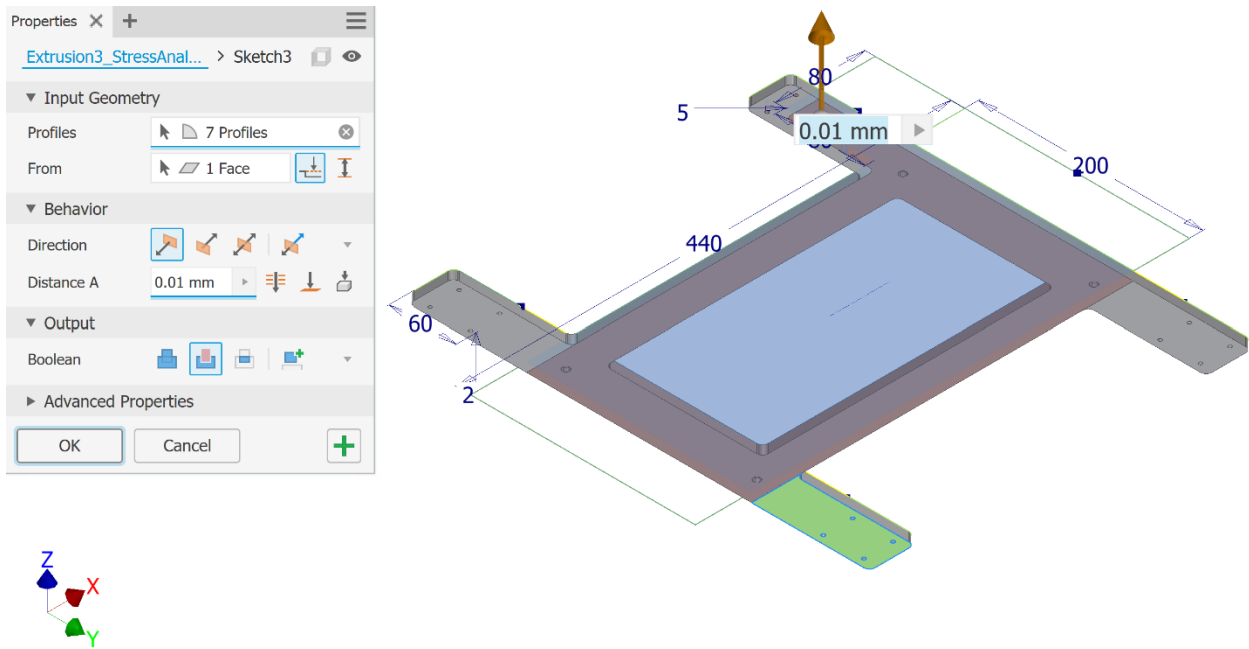 Properties
Extrusion3_StressAnal... > Sketch3
Input Geometry
Profiles 7 Profiles
From 1 Face
Behavior
Direction
Distance A 0.01 mm
Output
Boolean
Advanced Properties
OK Cancel
80
5
0.01 mm
200
440
60
2
Z
X
Y